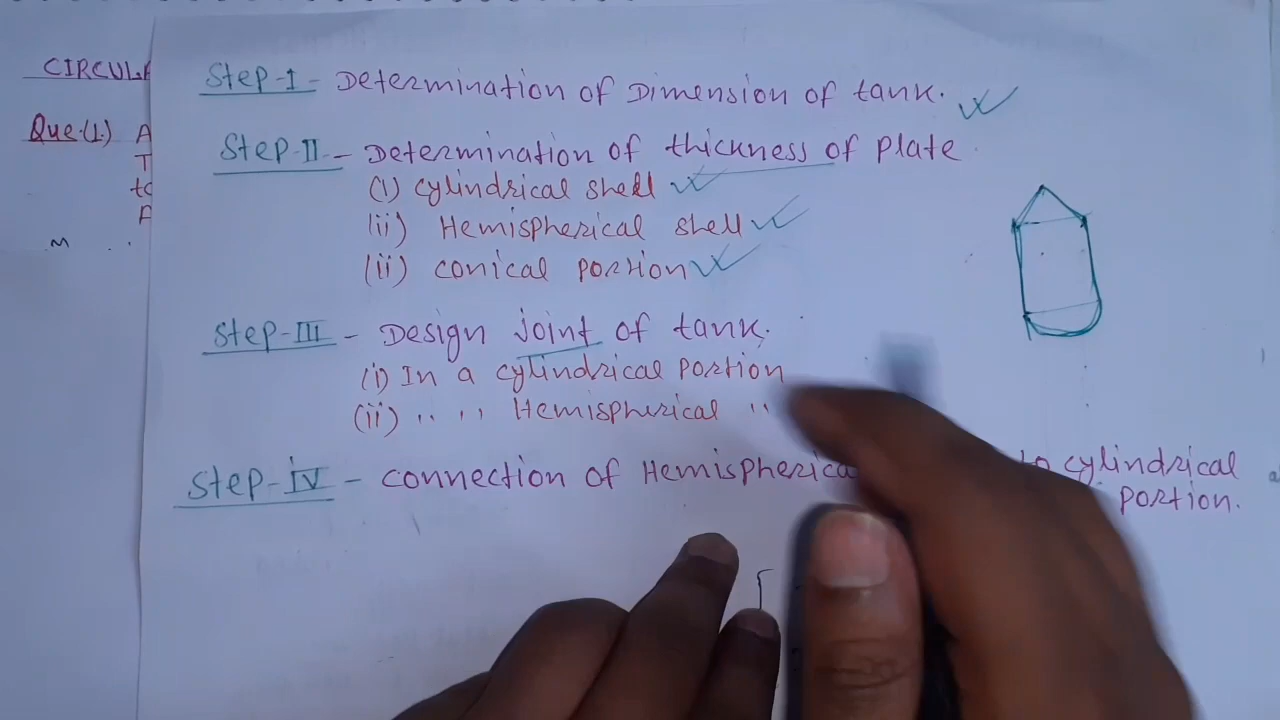 CIRCULA
Step-I - Determination of Dimension of tank.
Que.(1.) A
Step-II - Determination of thickness of plate
(i) cylindrical shell
(ii) Hemispherical shell
(ii) conical portion
Step-III - Design joint of tank.
(i) In a cylindrical portion
(ii) " " Hemispherical "
Step-IV - connection of Hemispherica to cylindrical
portion.